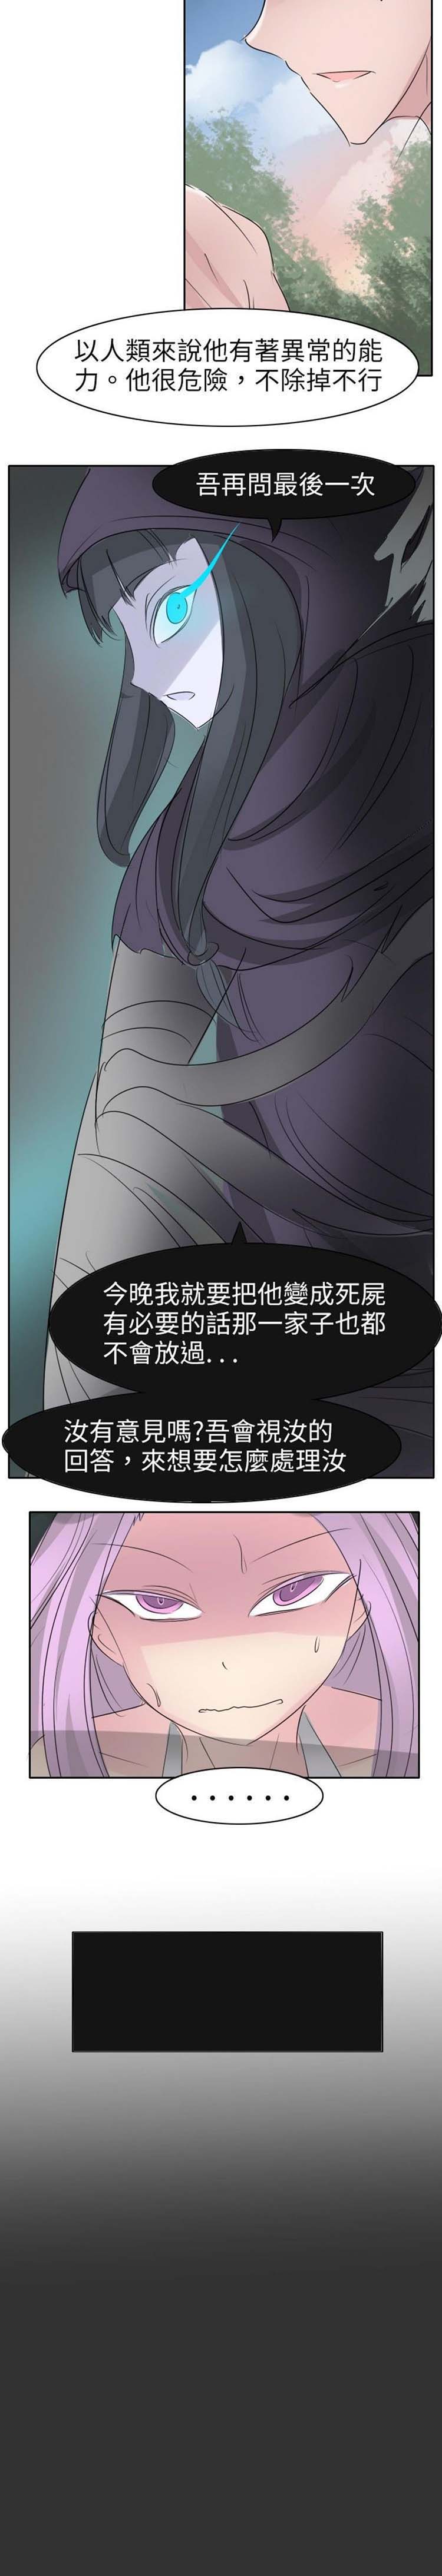 以人類來說他有著異常的能
力。他很危險，不除掉不行
吾再問最後一次
今晚我就要把他變成死屍
有必要的話那一家子也都
不會放過...
汝有意見嗎?吾會視汝的
回答，來想要怎麼處理汝
......